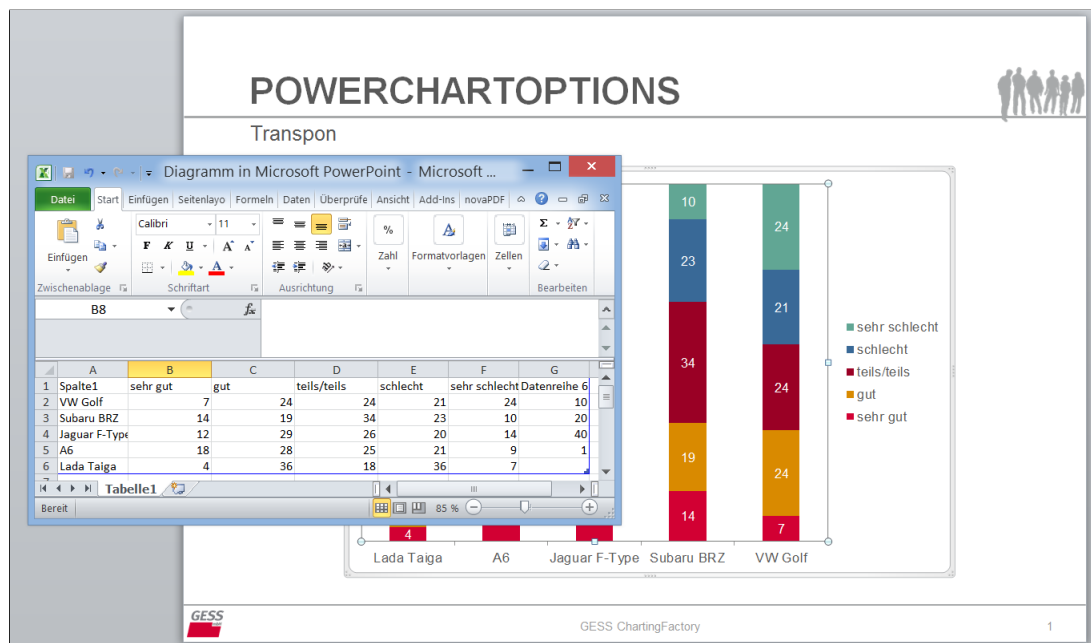 POWERCHARTOPTIONS
Transpon
Diagramm in Microsoft PowerPoint - Microsoft ...
Datei Start Einfügen Seitenlayo Formeln Daten Überprüfe Ansicht Add-Ins novaPDF
Calibri 11
F K U A A
Einfügen
% Zahl Formatvorlagen Zellen
Zwischenablage Schriftart Ausrichtung Bearbeiten
B8 fx
A B C D E F G
1 Spalte1 sehr gut gut teils/teils schlecht sehr schlecht Datenreihe 6
2 VW Golf 7 24 24 21 24 10
3 Subaru BRZ 14 19 34 23 10 20
4 Jaguar F-Type 12 29 26 20 14 40
5 A6 18 28 25 21 9 1
6 Lada Taiga 4 36 18 36 7
Tabelle1
Bereit 85 %
10 24
23 21
34 24
19 24
14 7
4
Lada Taiga A6 Jaguar F-Type Subaru BRZ VW Golf
sehr schlecht
schlecht
teils/teils
gut
sehr gut
GESS
GESS ChartingFactory
1